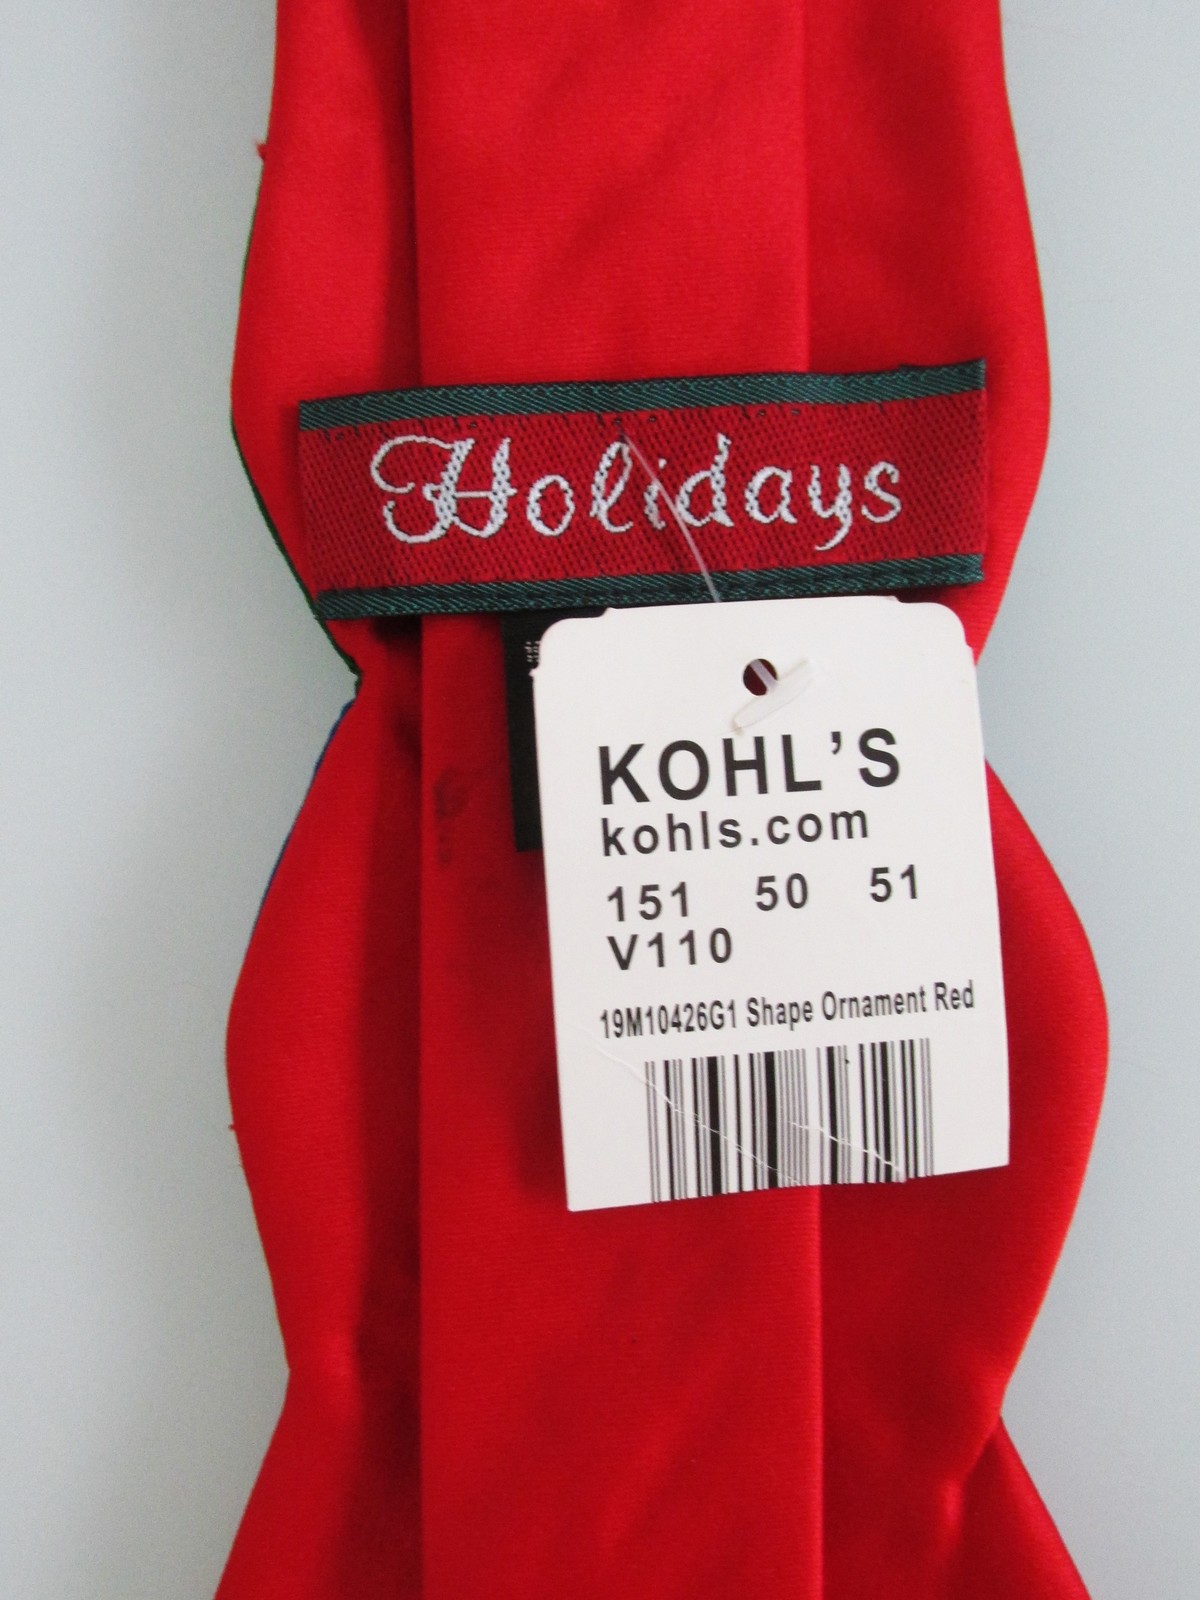 Holidays
KOHL'S
kohls.com
151 50 51
V110
19M10426G1 Shape Ornament Red